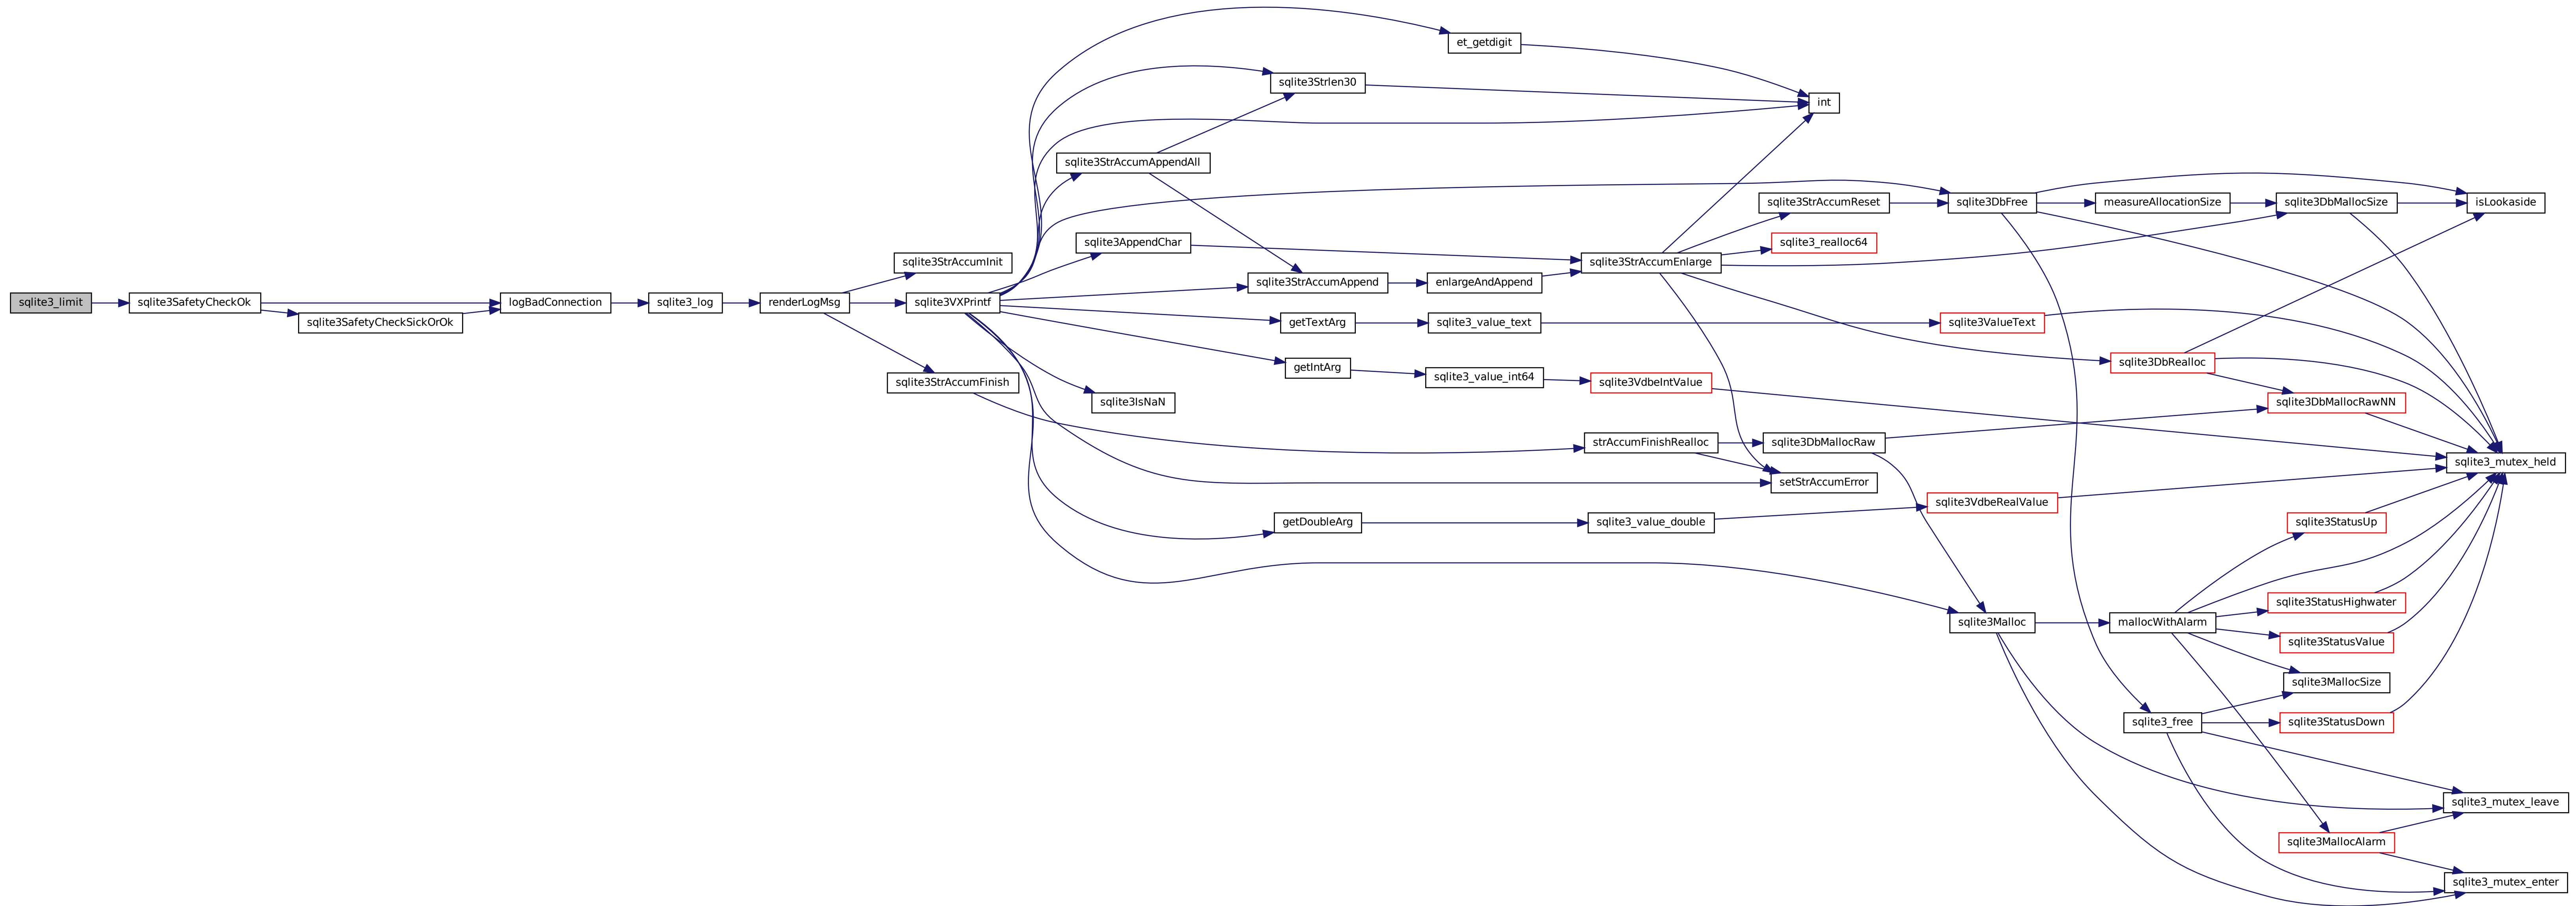 sqlite3_limit
sqlite3SafetyCheckOk
sqlite3SafetyCheckSickOrOk
logBadConnection
sqlite3_log
renderLogMsg
sqlite3StrAccumInit
sqlite3VXPrintf
sqlite3StrAccumFinish
et_getdigit
sqlite3Strlen30
int
sqlite3StrAccumAppendAll
sqlite3AppendChar
sqlite3StrAccumAppend
enlargeAndAppend
sqlite3StrAccumEnlarge
sqlite3StrAccumReset
sqlite3_realloc64
sqlite3DbFree
measureAllocationSize
sqlite3DbMallocSize
isLookaside
getTextArg
sqlite3_value_text
sqlite3ValueText
getIntArg
sqlite3_value_int64
sqlite3VdbeIntValue
sqlite3IsNaN
sqlite3DbRealloc
sqlite3DbMallocRawNN
strAccumFinishRealloc
sqlite3DbMallocRaw
setStrAccumError
sqlite3_mutex_held
getDoubleArg
sqlite3_value_double
sqlite3VdbeRealValue
sqlite3StatusUp
sqlite3Malloc
mallocWithAlarm
sqlite3StatusHighwater
sqlite3StatusValue
sqlite3MallocSize
sqlite3_free
sqlite3StatusDown
sqlite3_mutex_leave
sqlite3MallocAlarm
sqlite3_mutex_enter